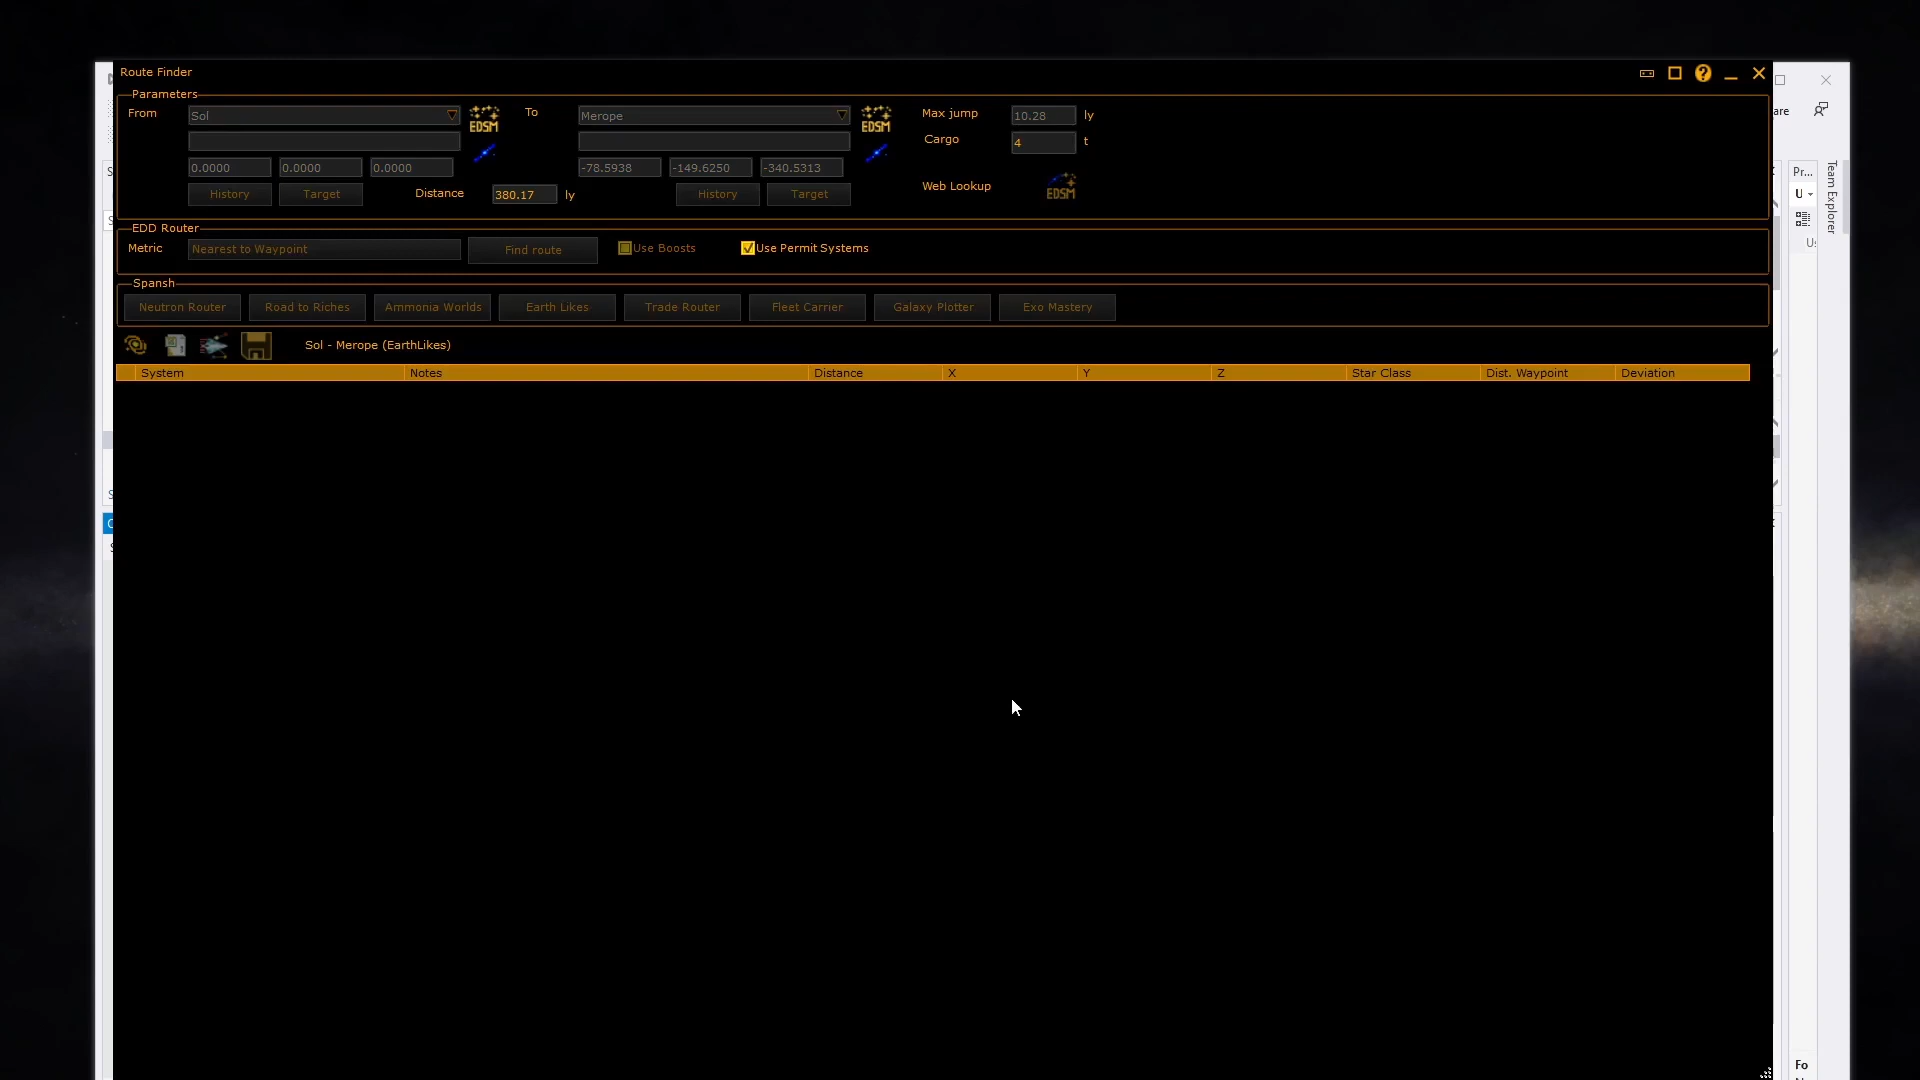 Route Finder
Parameters
From Sol EDSM To Merope EDSM Max jump 10.28 ly
Cargo 4 t
0.0000 0.0000 0.0000 -78.5938 -149.6250 -340.5313
Web Lookup EDSM
History Target Distance 380.17 ly History Target
EDD Router
Metric Nearest to Waypoint Find route Use Boosts Use Permit Systems
Spansh
Neutron Router Road to Riches Ammonia Worlds Earth Likes Trade Router Fleet Carrier Galaxy Plotter Exo Mastery
Sol - Merope (EarthLikes)
System Notes Distance X Y Z Star Class Dist. Waypoint Deviation
are
Pr...
U
Team Explorer
Fo